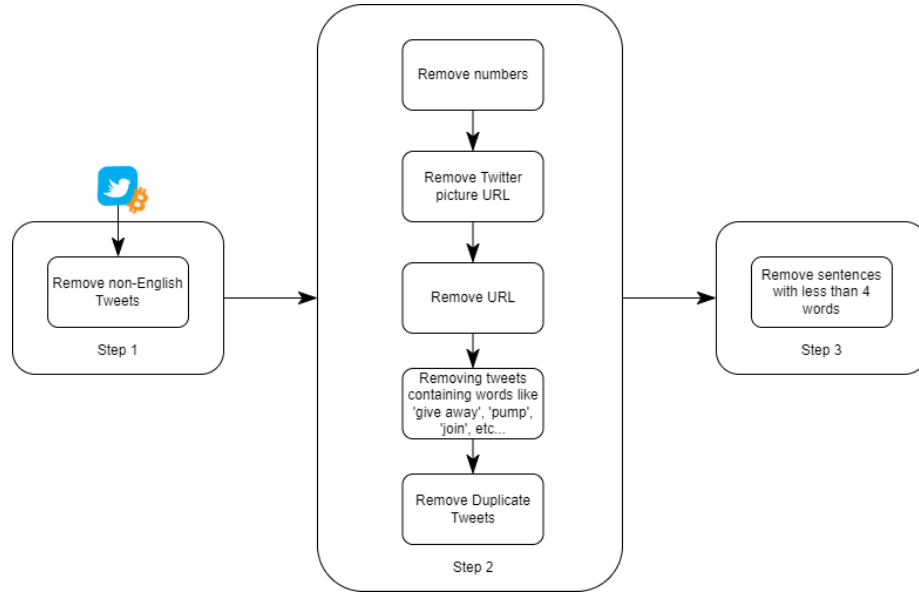 Remove non-English
Tweets
Step 1
Remove numbers
Remove Twitter
picture URL
Remove URL
Removing tweets
containing words like
'give away', 'pump',
'join', etc...
Remove Duplicate
Tweets
Step 2
Remove sentences
with less than 4
words
Step 3